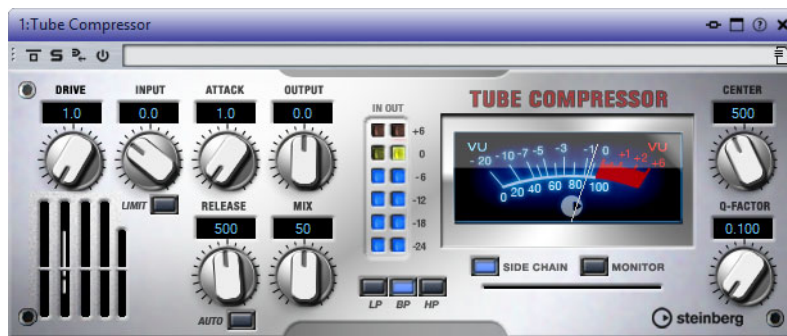 1:Tube Compressor
DRIVE INPUT ATTACK OUTPUT
1.0 0.0 1.0 0.0
LIMIT
RELEASE MIX
500 50
AUTO
IN OUT
+6
0
-6
-12
-18
-24
LP BP HP
TUBE COMPRESSOR
VU VU
- 20 -10 -7 -5 -3 -1 0 +1 +2 +6
0 20 40 60 80 100
SIDE CHAIN MONITOR
CENTER
500
Q-FACTOR
0.100
steinberg